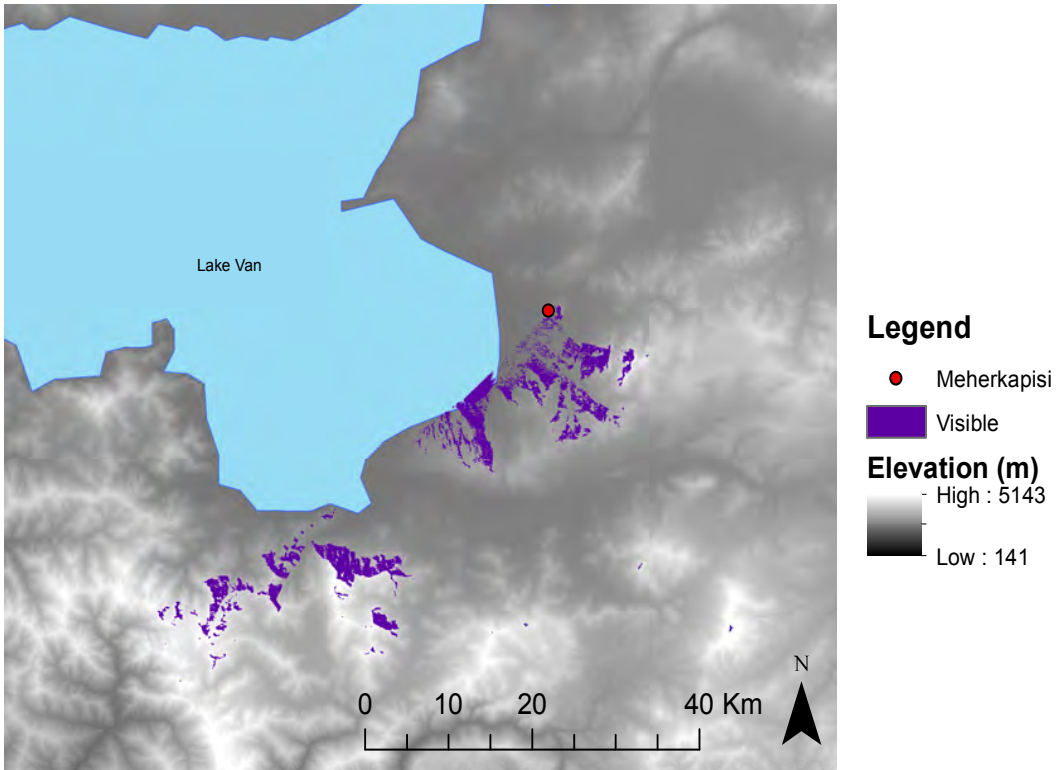 Lake Van
Legend
Meherkapisi
Visible
Elevation (m)
High : 5143
Low : 141
N
0 10 20 40 Km